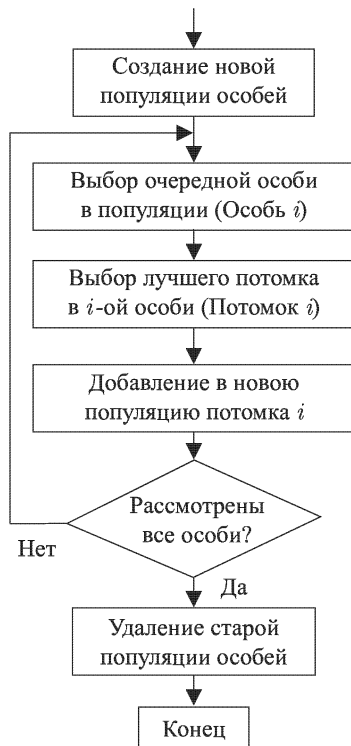 Создание новой
популяции особей
Выбор очередной особи
в популяции (Особь i)
Выбор лучшего потомка
в i-ой особи (Потомок i)
Добавление в новою
популяцию потомка i
Рассмотрены
все особи?
Нет
Да
Удаление старой
популяции особей
Конец